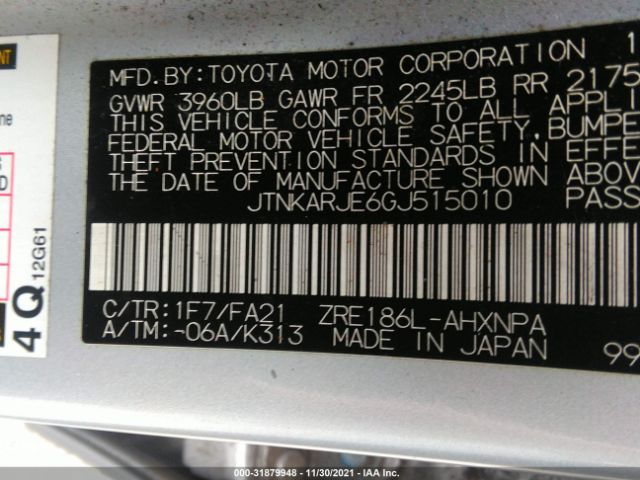 MFD.BY:TOYOTA MOTOR CORPORATION 1
GVWR 3960LB GAWR FR 2245LB RR 2175
THIS VEHICLE CONFORMS TO ALL APPLI
FEDERAL MOTOR VEHICLE SAFETY, BUMPE
THEFT PREVENTION STANDARDS IN EFFE
THE DATE OF MANUFACTURE SHOWN ABOV
JTNKARJE6GJ515010 PASS
C/TR:1F7/FA21 ZRE186L-AHXNPA
A/TM:-06A/K313 MADE IN JAPAN 99
4Q 12G61
000-31879948 - 11/30/2021 - IAA Inc.